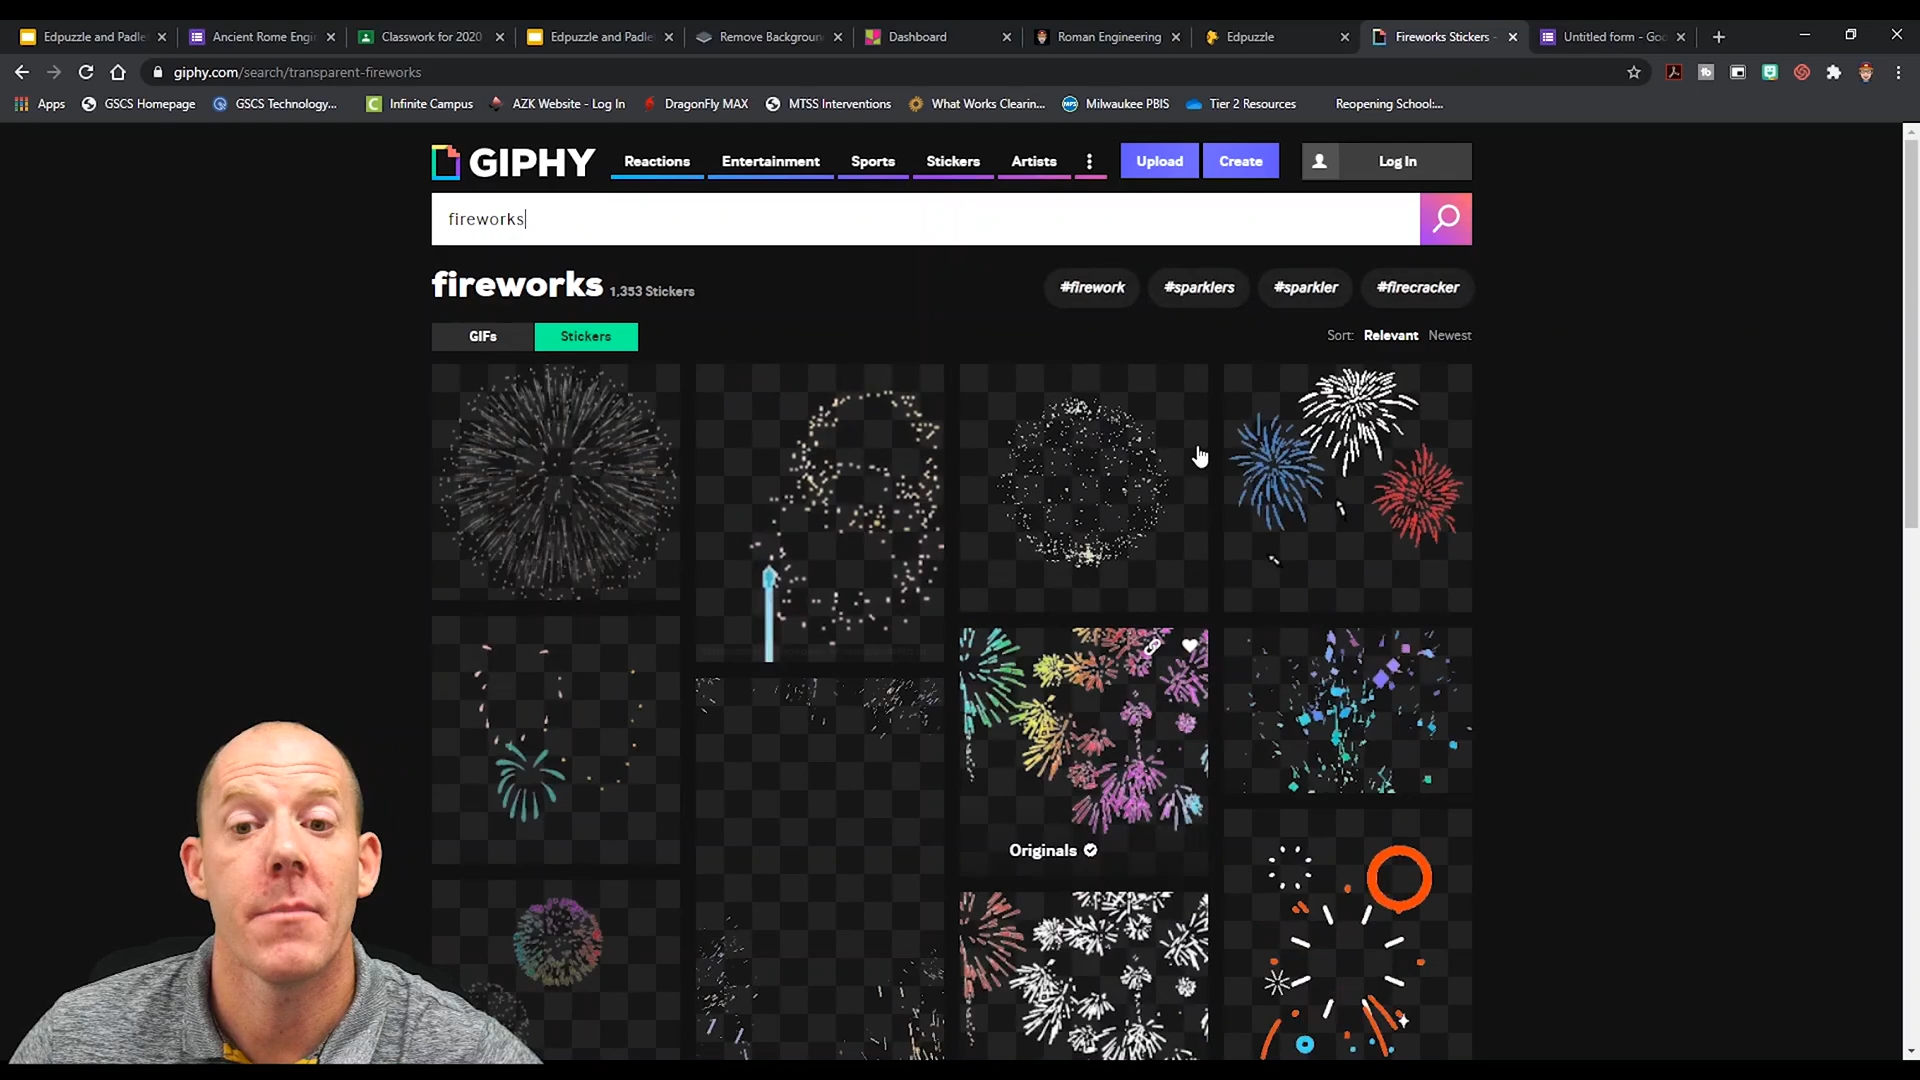 Edpuzzle and Padle
Ancient Rome Engi
Classwork for 2020
Edpuzzle and Padle
Remove Backgroun
Dashboard
Roman Engineering
Edpuzzle
Fireworks Stickers -
Untitled form - Goo
giphy.com/search/transparent-fireworks
Apps
GSCS Homepage
GSCS Technology...
Infinite Campus
AZK Website - Log In
DragonFly MAX
MTSS Interventions
What Works Clearin...
Milwaukee PBIS
Tier 2 Resources
Reopening School:...
GIPHY
Reactions
Entertainment
Sports
Stickers
Artists
Upload
Create
Log In
fireworks
fireworks 1,353 Stickers
#firework
#sparklers
#sparkler
#firecracker
GIFs
Stickers
Sort: Relevant Newest
Originals